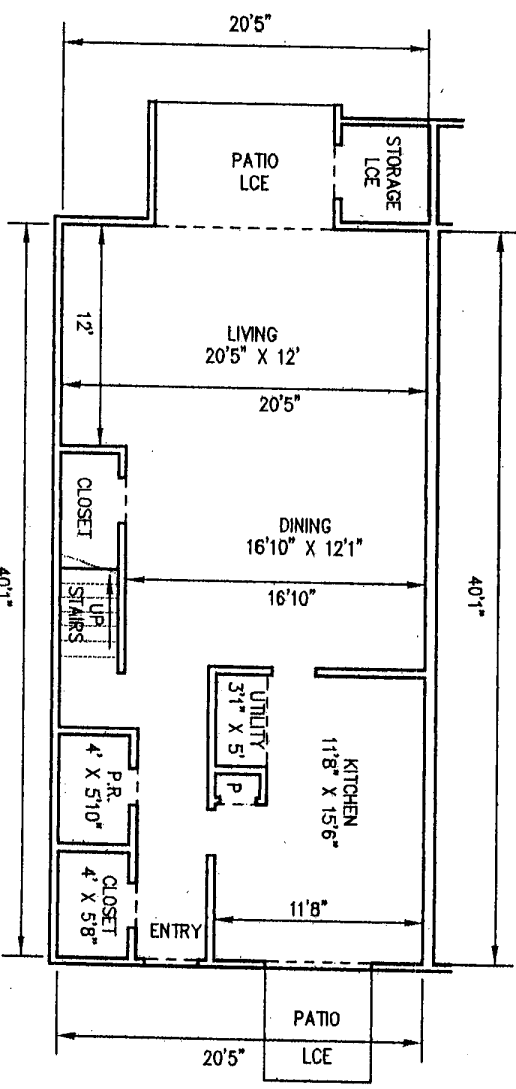 20'5"
STORAGE
LCE
PATIO
LCE
12'
LIVING
20'5" X 12'
20'5"
CLOSET
DINING
16'10" X 12'1"
16'10"
40'1"
40'1"
UP
STAIRS
UTILITY
3'1" X 5'
P
KITCHEN
11'8" X 15'6"
P.R.
4' X 5'10"
CLOSET
4' X 5'8"
ENTRY
11'8"
PATIO
LCE
20'5"